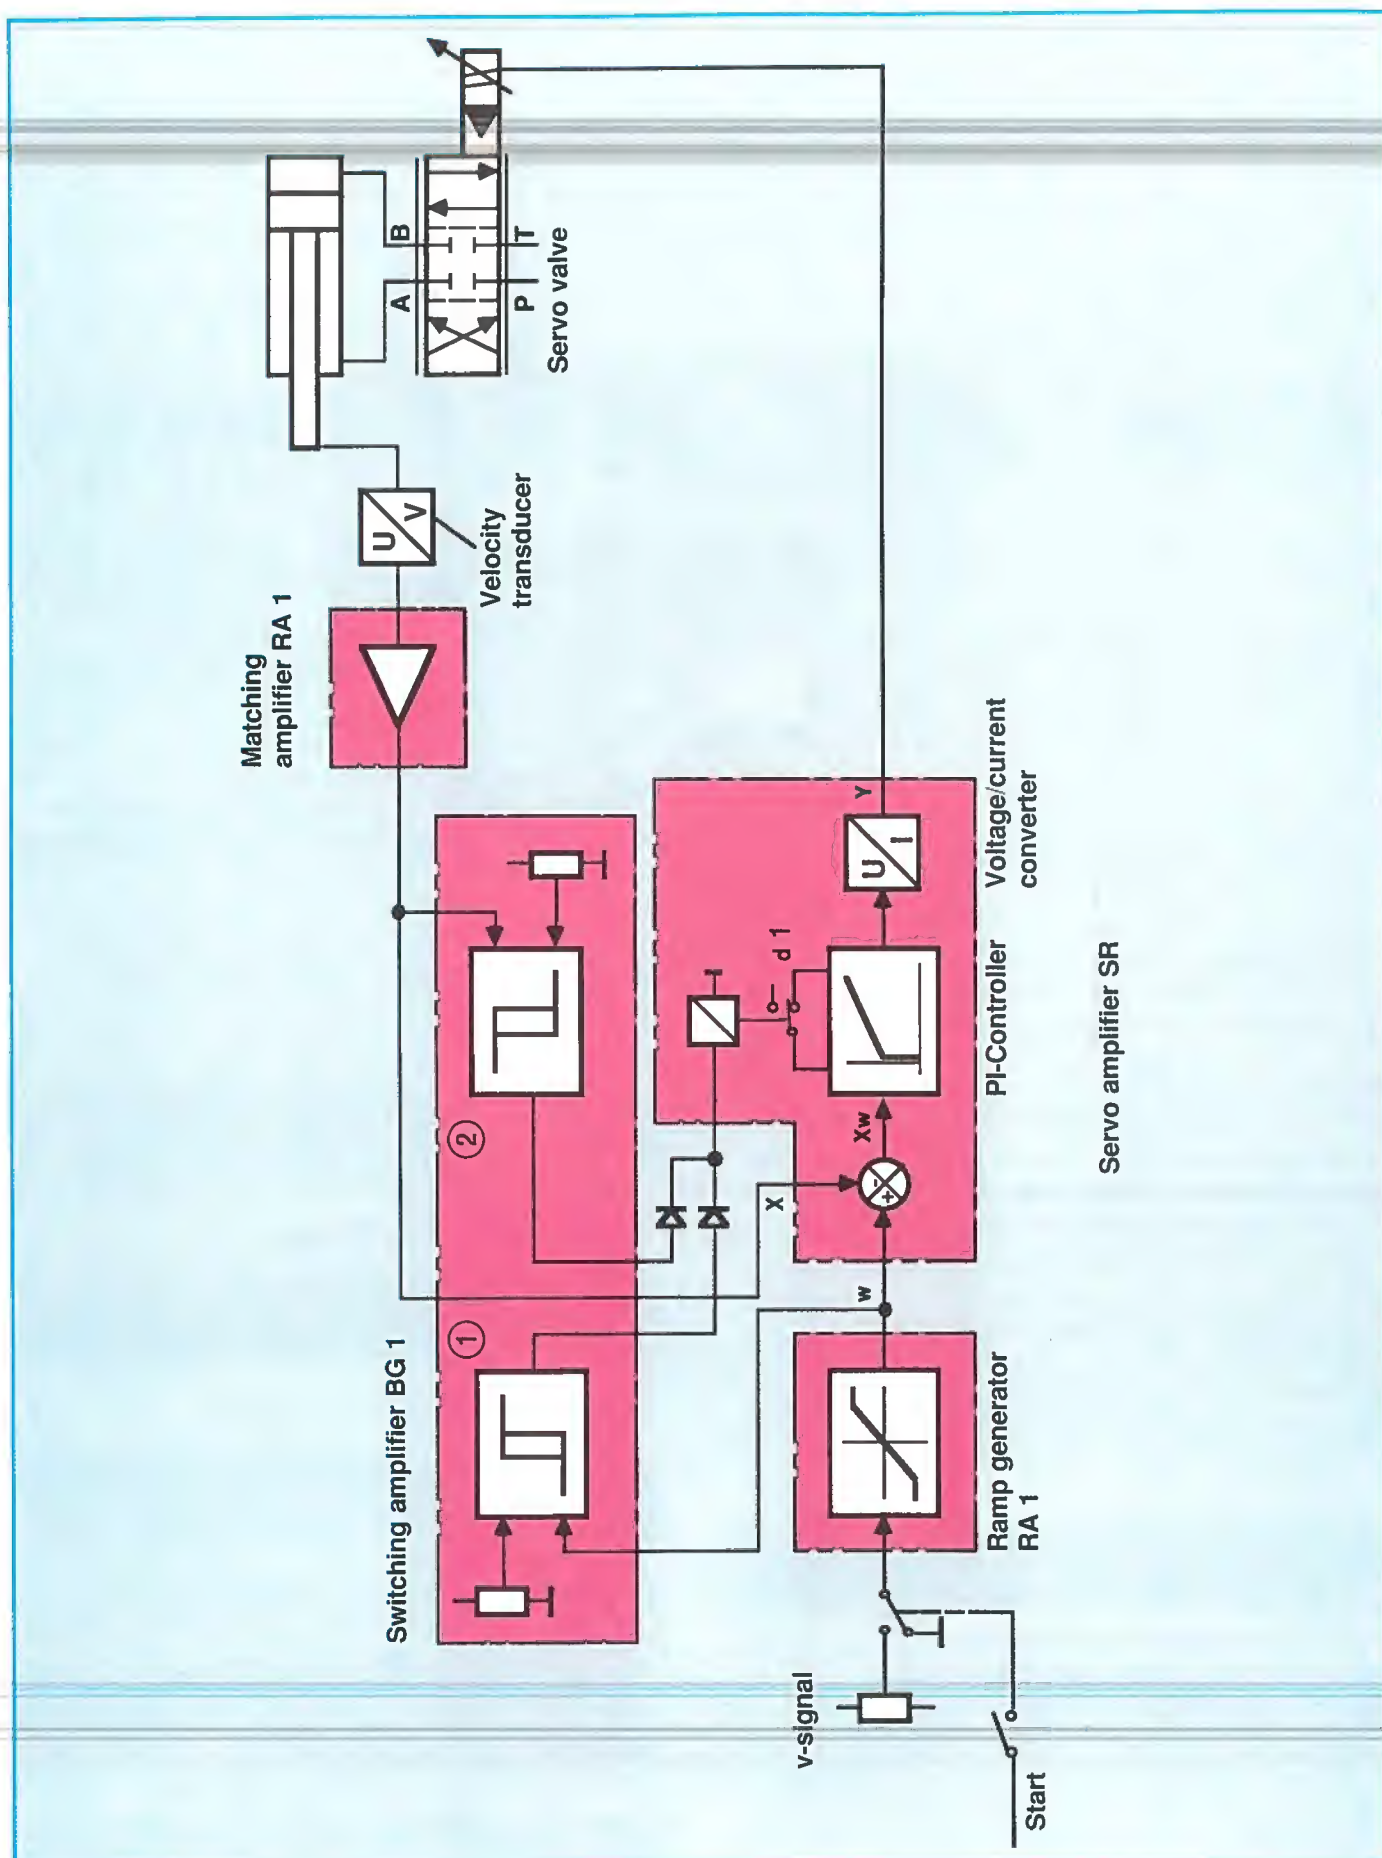 Matching
amplifier RA 1
U
V
Velocity
transducer
A
B
P
T
Servo valve
Switching amplifier BG 1
1
2
X
d 1
w
+
-
Xw
Y
U
I
v-signal
Start
Ramp generator
RA 1
PI-Controller
Voltage/current
converter
Servo amplifier SR